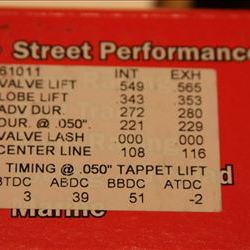 Street Performance
61011 INT EXH
VALVE LIFT .549 .565
LOBE LIFT .343 .353
ADV DUR. 272 280
DUR. @ .050" 221 229
VALVE LASH .000 .000
CENTER LINE 108 116
TIMING @ .050" TAPPET LIFT
BTDC ABDC BBDC ATDC
3 39 51 -2
Marine